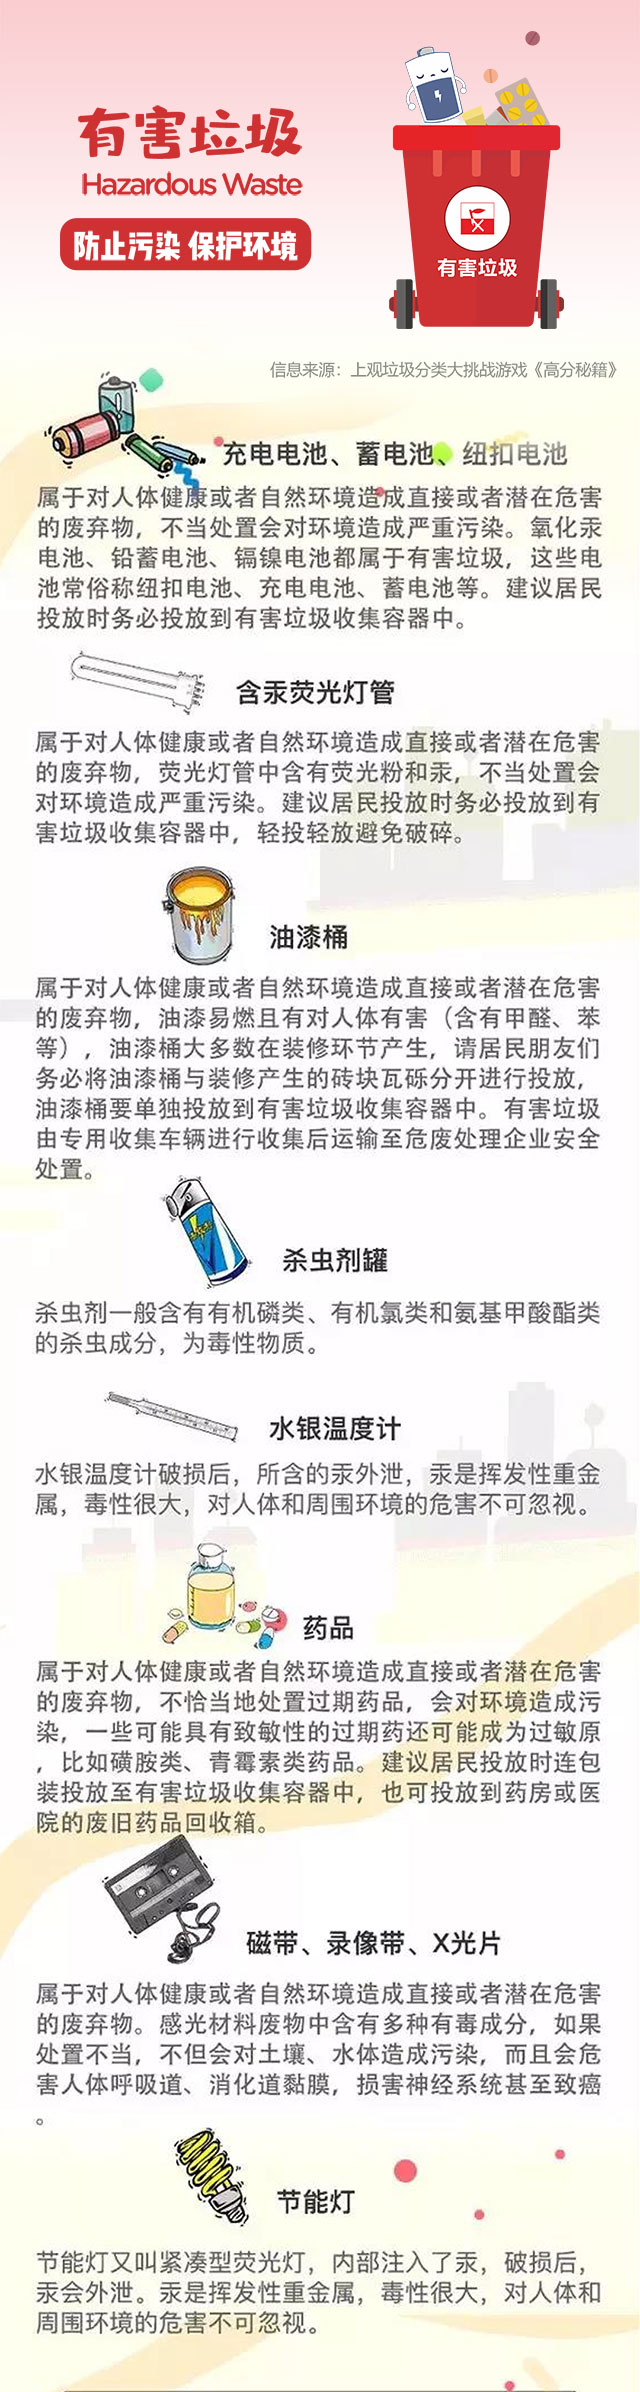 有害垃圾
Hazardous Waste
防止污染 保护环境
有害垃圾
信息来源：上观垃圾分类大挑战游戏《高分秘籍》
充电电池、蓄电池、纽扣电池
属于对人体健康或者自然环境造成直接或者潜在危害
的废弃物，不当处置会对环境造成严重污染。氧化汞
电池、铅蓄电池、镉镍电池都属于有害垃圾，这些电
池常俗称纽扣电池、充电电池、蓄电池等。建议居民
投放时务必投放到有害垃圾收集容器中。
含汞荧光灯管
属于对人体健康或者自然环境造成直接或者潜在危害
的废弃物，荧光灯管中含有荧光粉和汞，不当处置会
对环境造成严重污染。建议居民投放时务必投放到有
害垃圾收集容器中，轻投轻放避免破碎。
油漆桶
属于对人体健康或者自然环境造成直接或者潜在危害
的废弃物，油漆易燃且有对人体有害（含有甲醛、苯
等），油漆桶大多数在装修环节产生，请居民朋友们
务必将油漆桶与装修产生的砖块瓦砾分开进行投放，
油漆桶要单独投放到有害垃圾收集容器中。有害垃圾
由专用收集车辆进行收集后运输至危废处理企业安全
处置。
杀虫剂罐
杀虫剂一般含有有机磷类、有机氯类和氨基甲酸酯类
的杀虫成分，为毒性物质。
水银温度计
水银温度计破损后，所含的汞外泄，汞是挥发性重金
属，毒性很大，对人体和周围环境的危害不可忽视。
药品
属于对人体健康或者自然环境造成直接或者潜在危害
的废弃物，不恰当地处置过期药品，会对环境造成污
染，一些可能具有致敏性的过期药还可能成为过敏原
，比如磺胺类、青霉素类药品。建议居民投放时连包
装投放至有害垃圾收集容器中，也可投放到药房或医
院的废旧药品回收箱。
磁带、录像带、X光片
属于对人体健康或者自然环境造成直接或者潜在危害
的废弃物。感光材料废物中含有多种有毒成分，如果
处置不当，不但会对土壤、水体造成污染，而且会危
害人体呼吸道、消化道黏膜，损害神经系统甚至致癌
。
节能灯
节能灯又叫紧凑型荧光灯，内部注入了汞，破损后，
汞会外泄。汞是挥发性重金属，毒性很大，对人体和
周围环境的危害不可忽视。